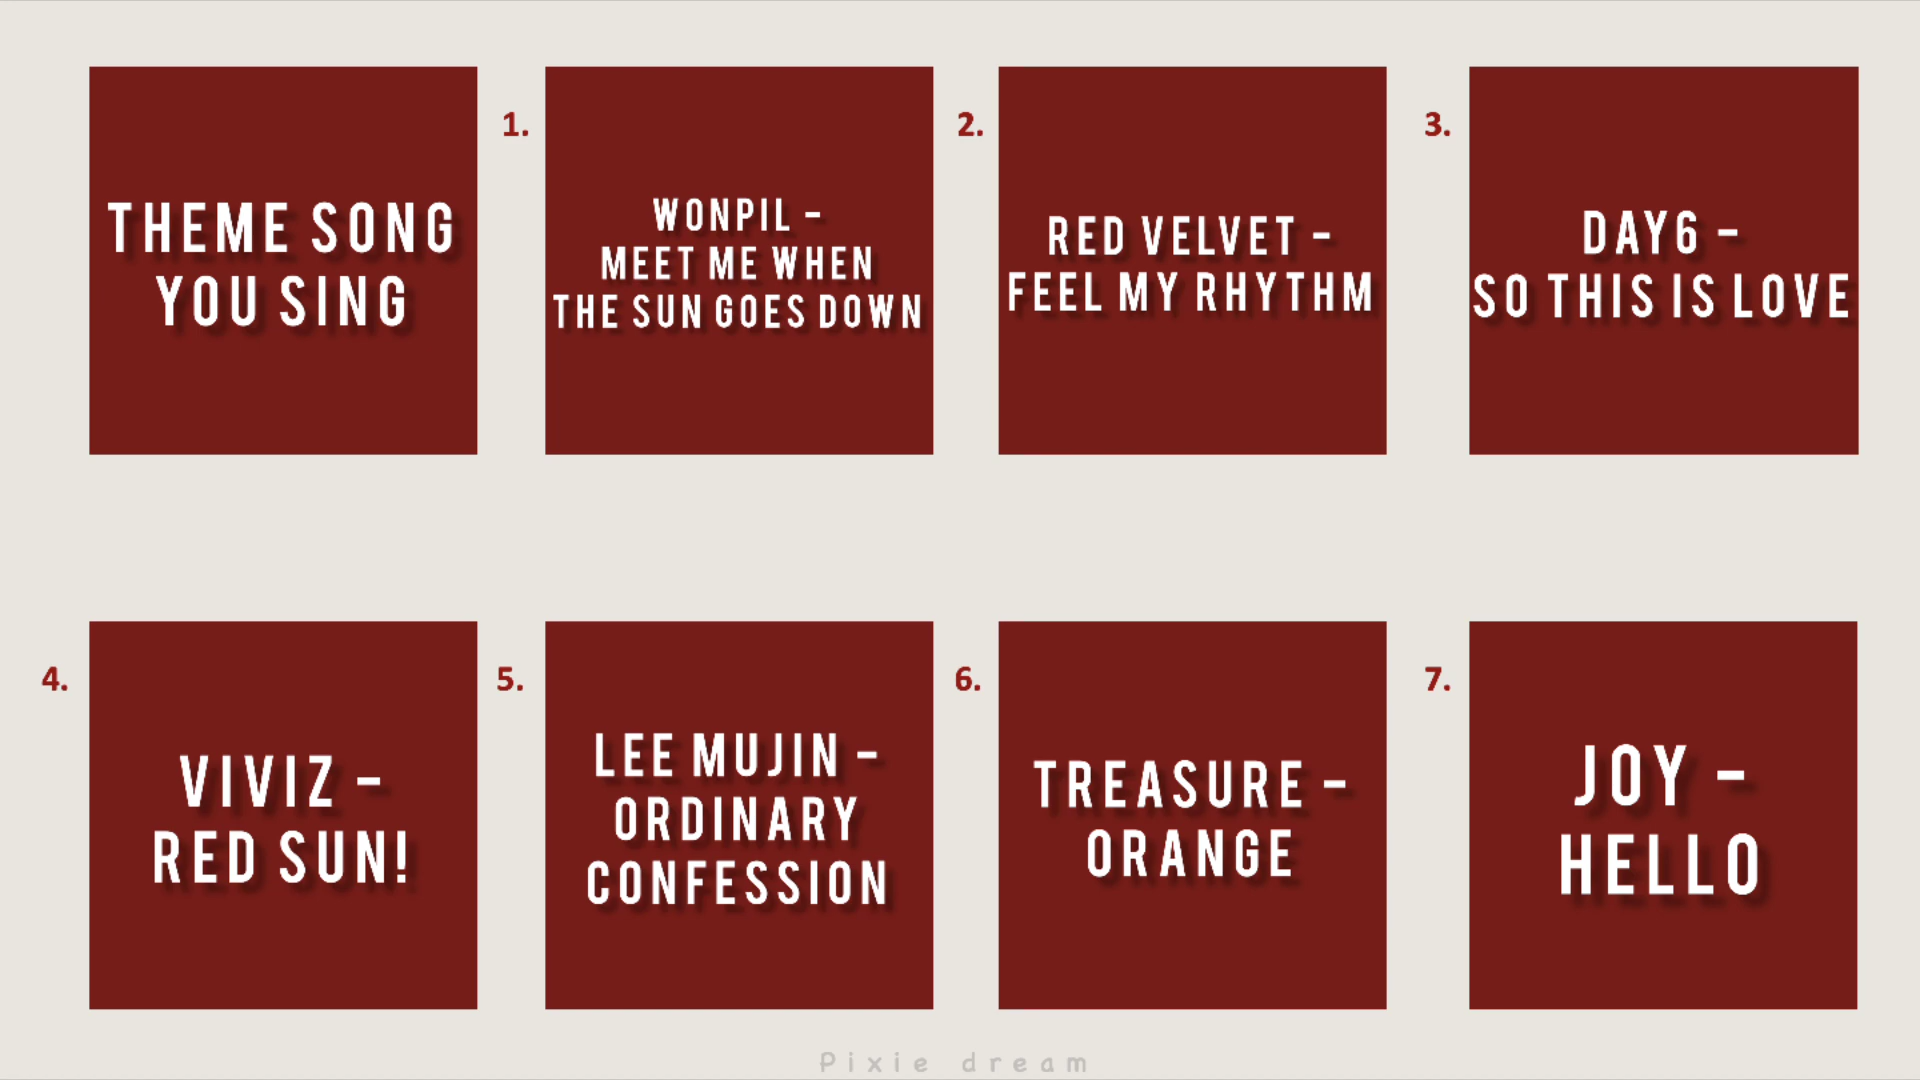 THEME SONG
YOU SING
1.
WONPIL -
MEET ME WHEN
THE SUN GOES DOWN
2.
RED VELVET -
FEEL MY RHYTHM
3.
DAY6 -
SO THIS IS LOVE
4.
VIVIZ -
RED SUN!
5.
LEE MUJIN -
ORDINARY
CONFESSION
6.
TREASURE -
ORANGE
7.
JOY -
HELLO
Pixie dream